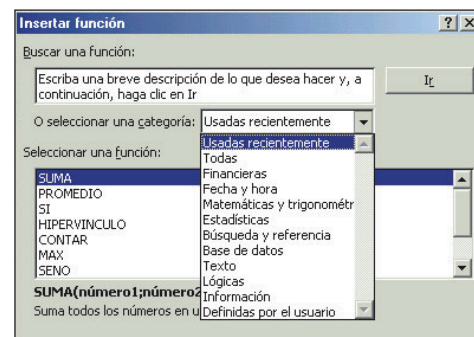 Insertar función
Buscar una función:
Escriba una breve descripción de lo que desea hacer y, a
continuación, haga clic en Ir
Ir
O seleccionar una categoría: Usadas recientemente
Usadas recientemente
Todas
Financieras
Fecha y hora
Matemáticas y trigonométr
Estadísticas
Búsqueda y referencia
Base de datos
Texto
Lógicas
Información
Definidas por el usuario
Seleccionar una función:
SUMA
PROMEDIO
SI
HIPERVINCULO
CONTAR
MAX
SENO
SUMA(número1;número2
Suma todos los números en u